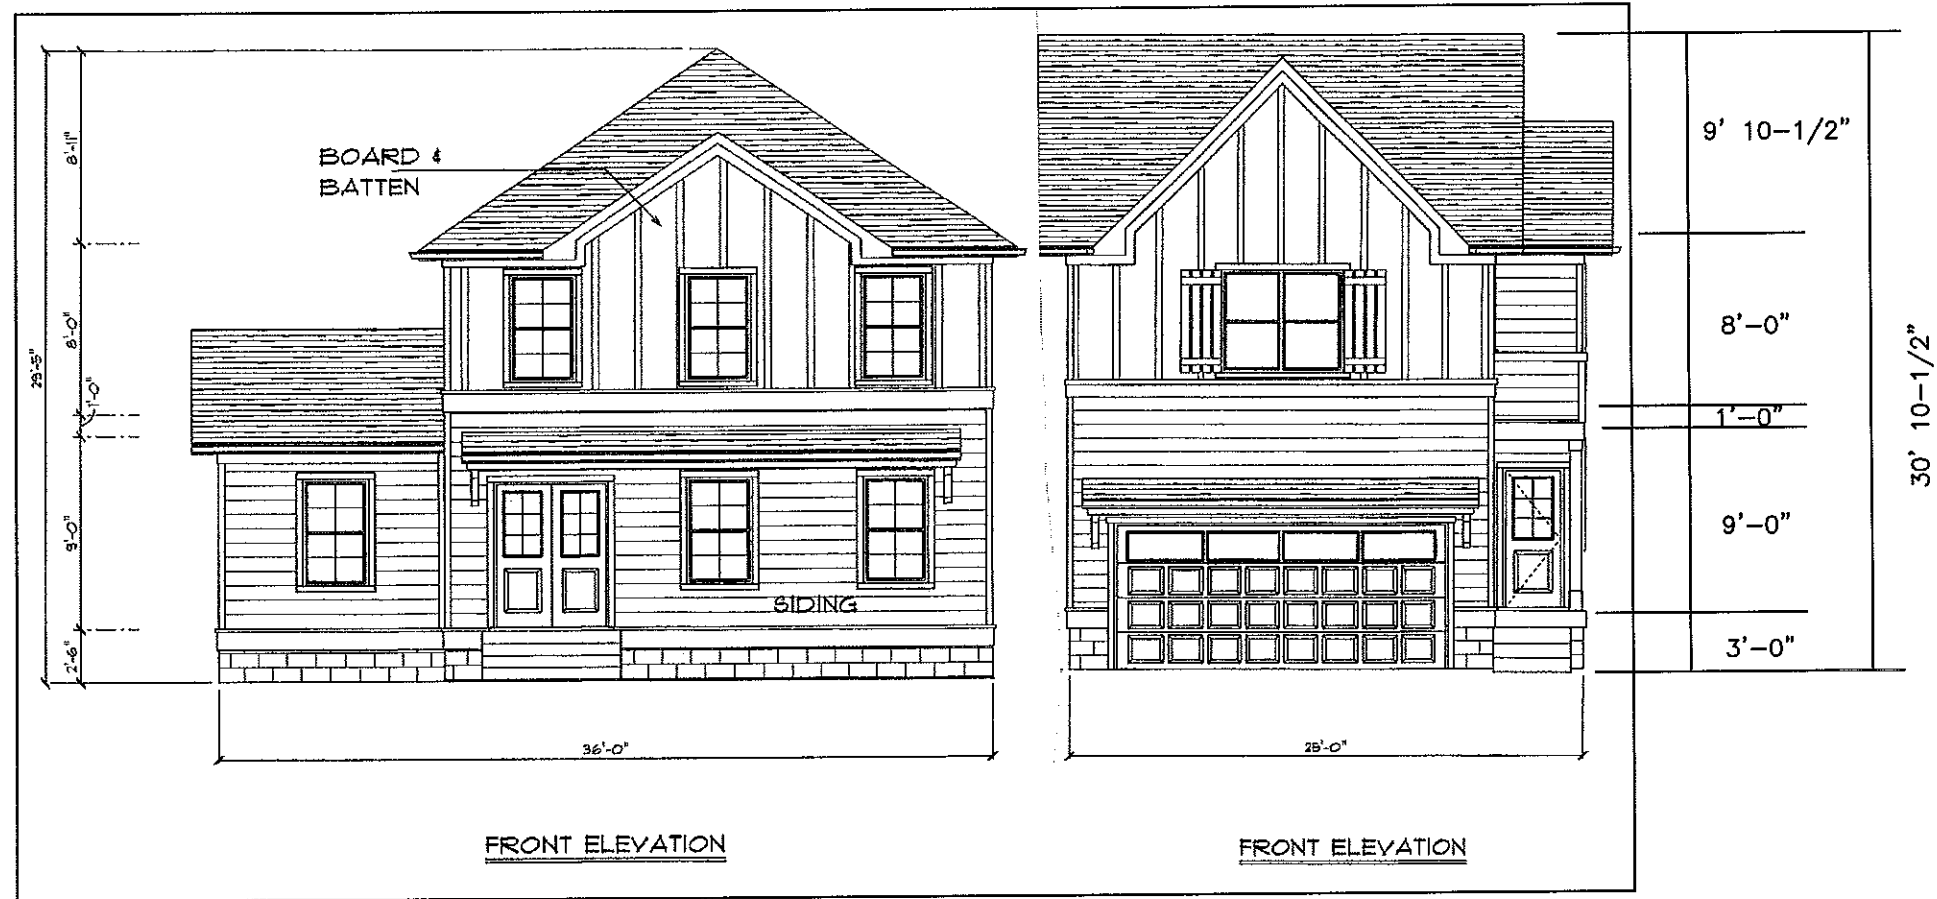 BOARD &
BATTEN
8'-11"
8'-0"
1'-0"
9'-0"
2'-6"
29'-5"
SIDING
36'-0"
FRONT ELEVATION
9' 10-1/2"
8'-0"
1'-0"
9'-0"
3'-0"
30' 10-1/2"
25'-0"
FRONT ELEVATION